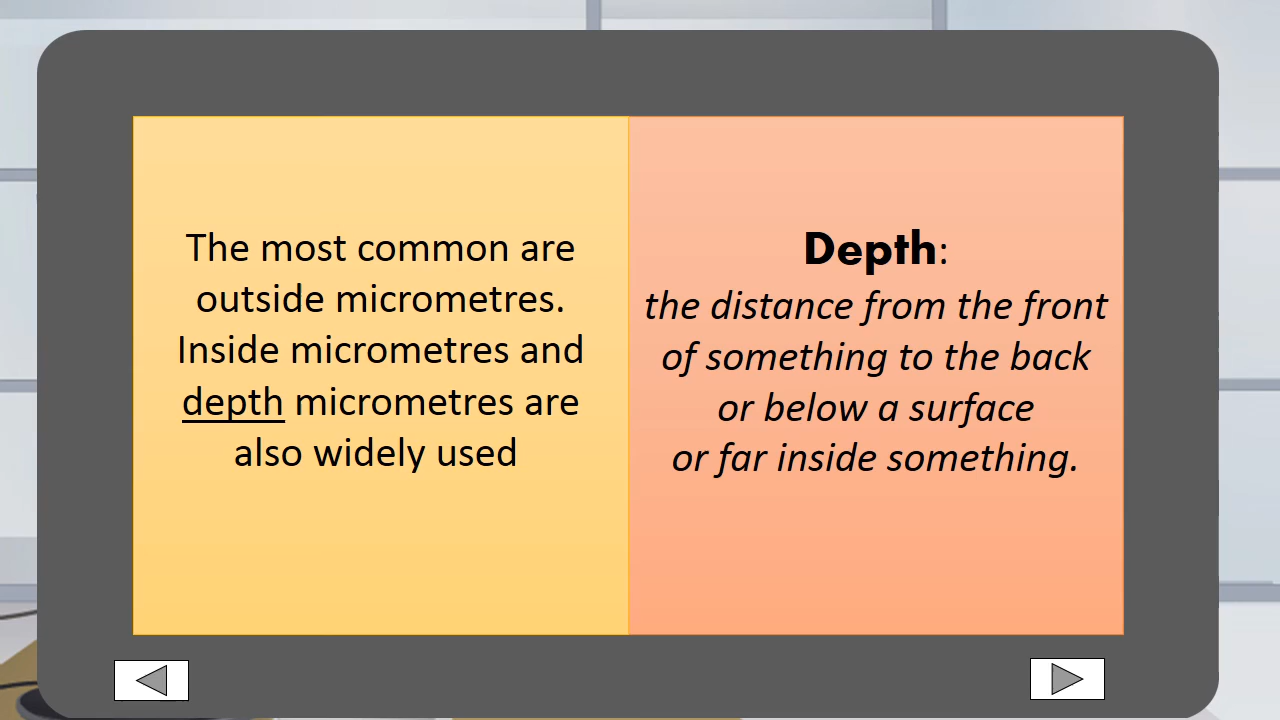 The most common are
outside micrometres.
Inside micrometres and
depth micrometres are
also widely used
Depth:
the distance from the front
of something to the back
or below a surface
or far inside something.